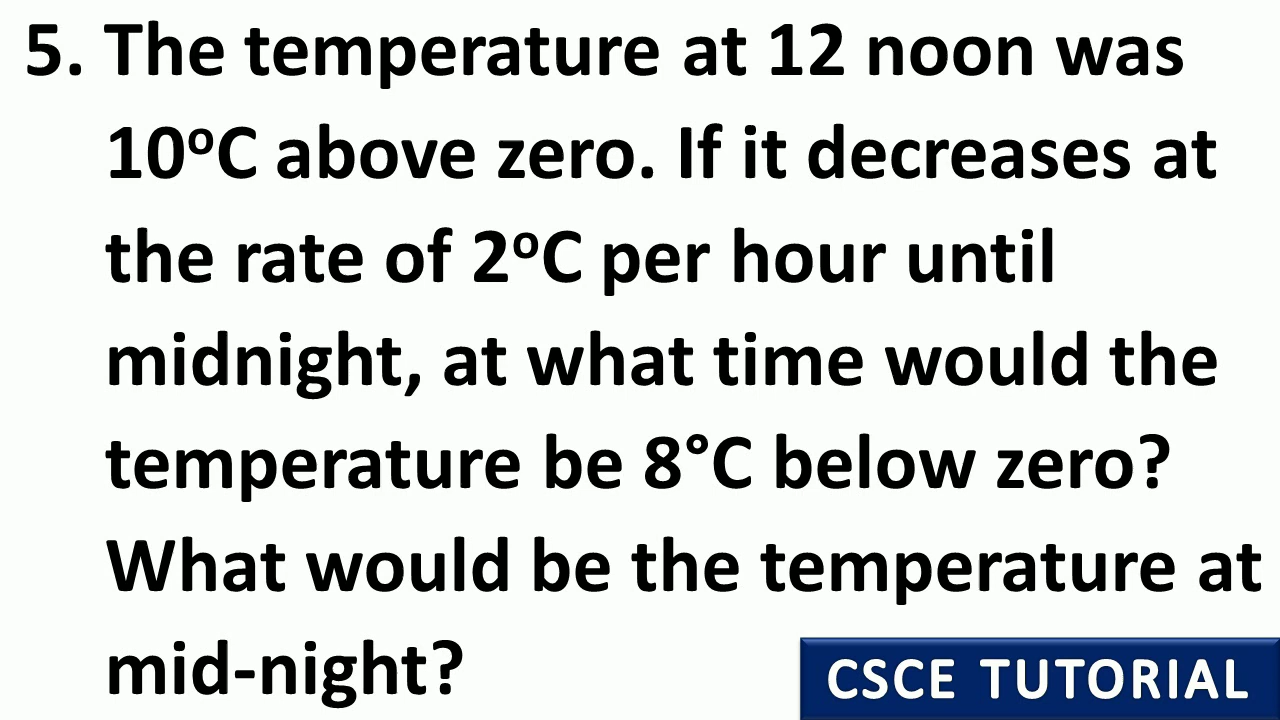 5. The temperature at 12 noon was
10ºC above zero. If it decreases at
the rate of 2ºC per hour until
midnight, at what time would the
temperature be 8°C below zero?
What would be the temperature at
mid-night?
CSCE TUTORIAL